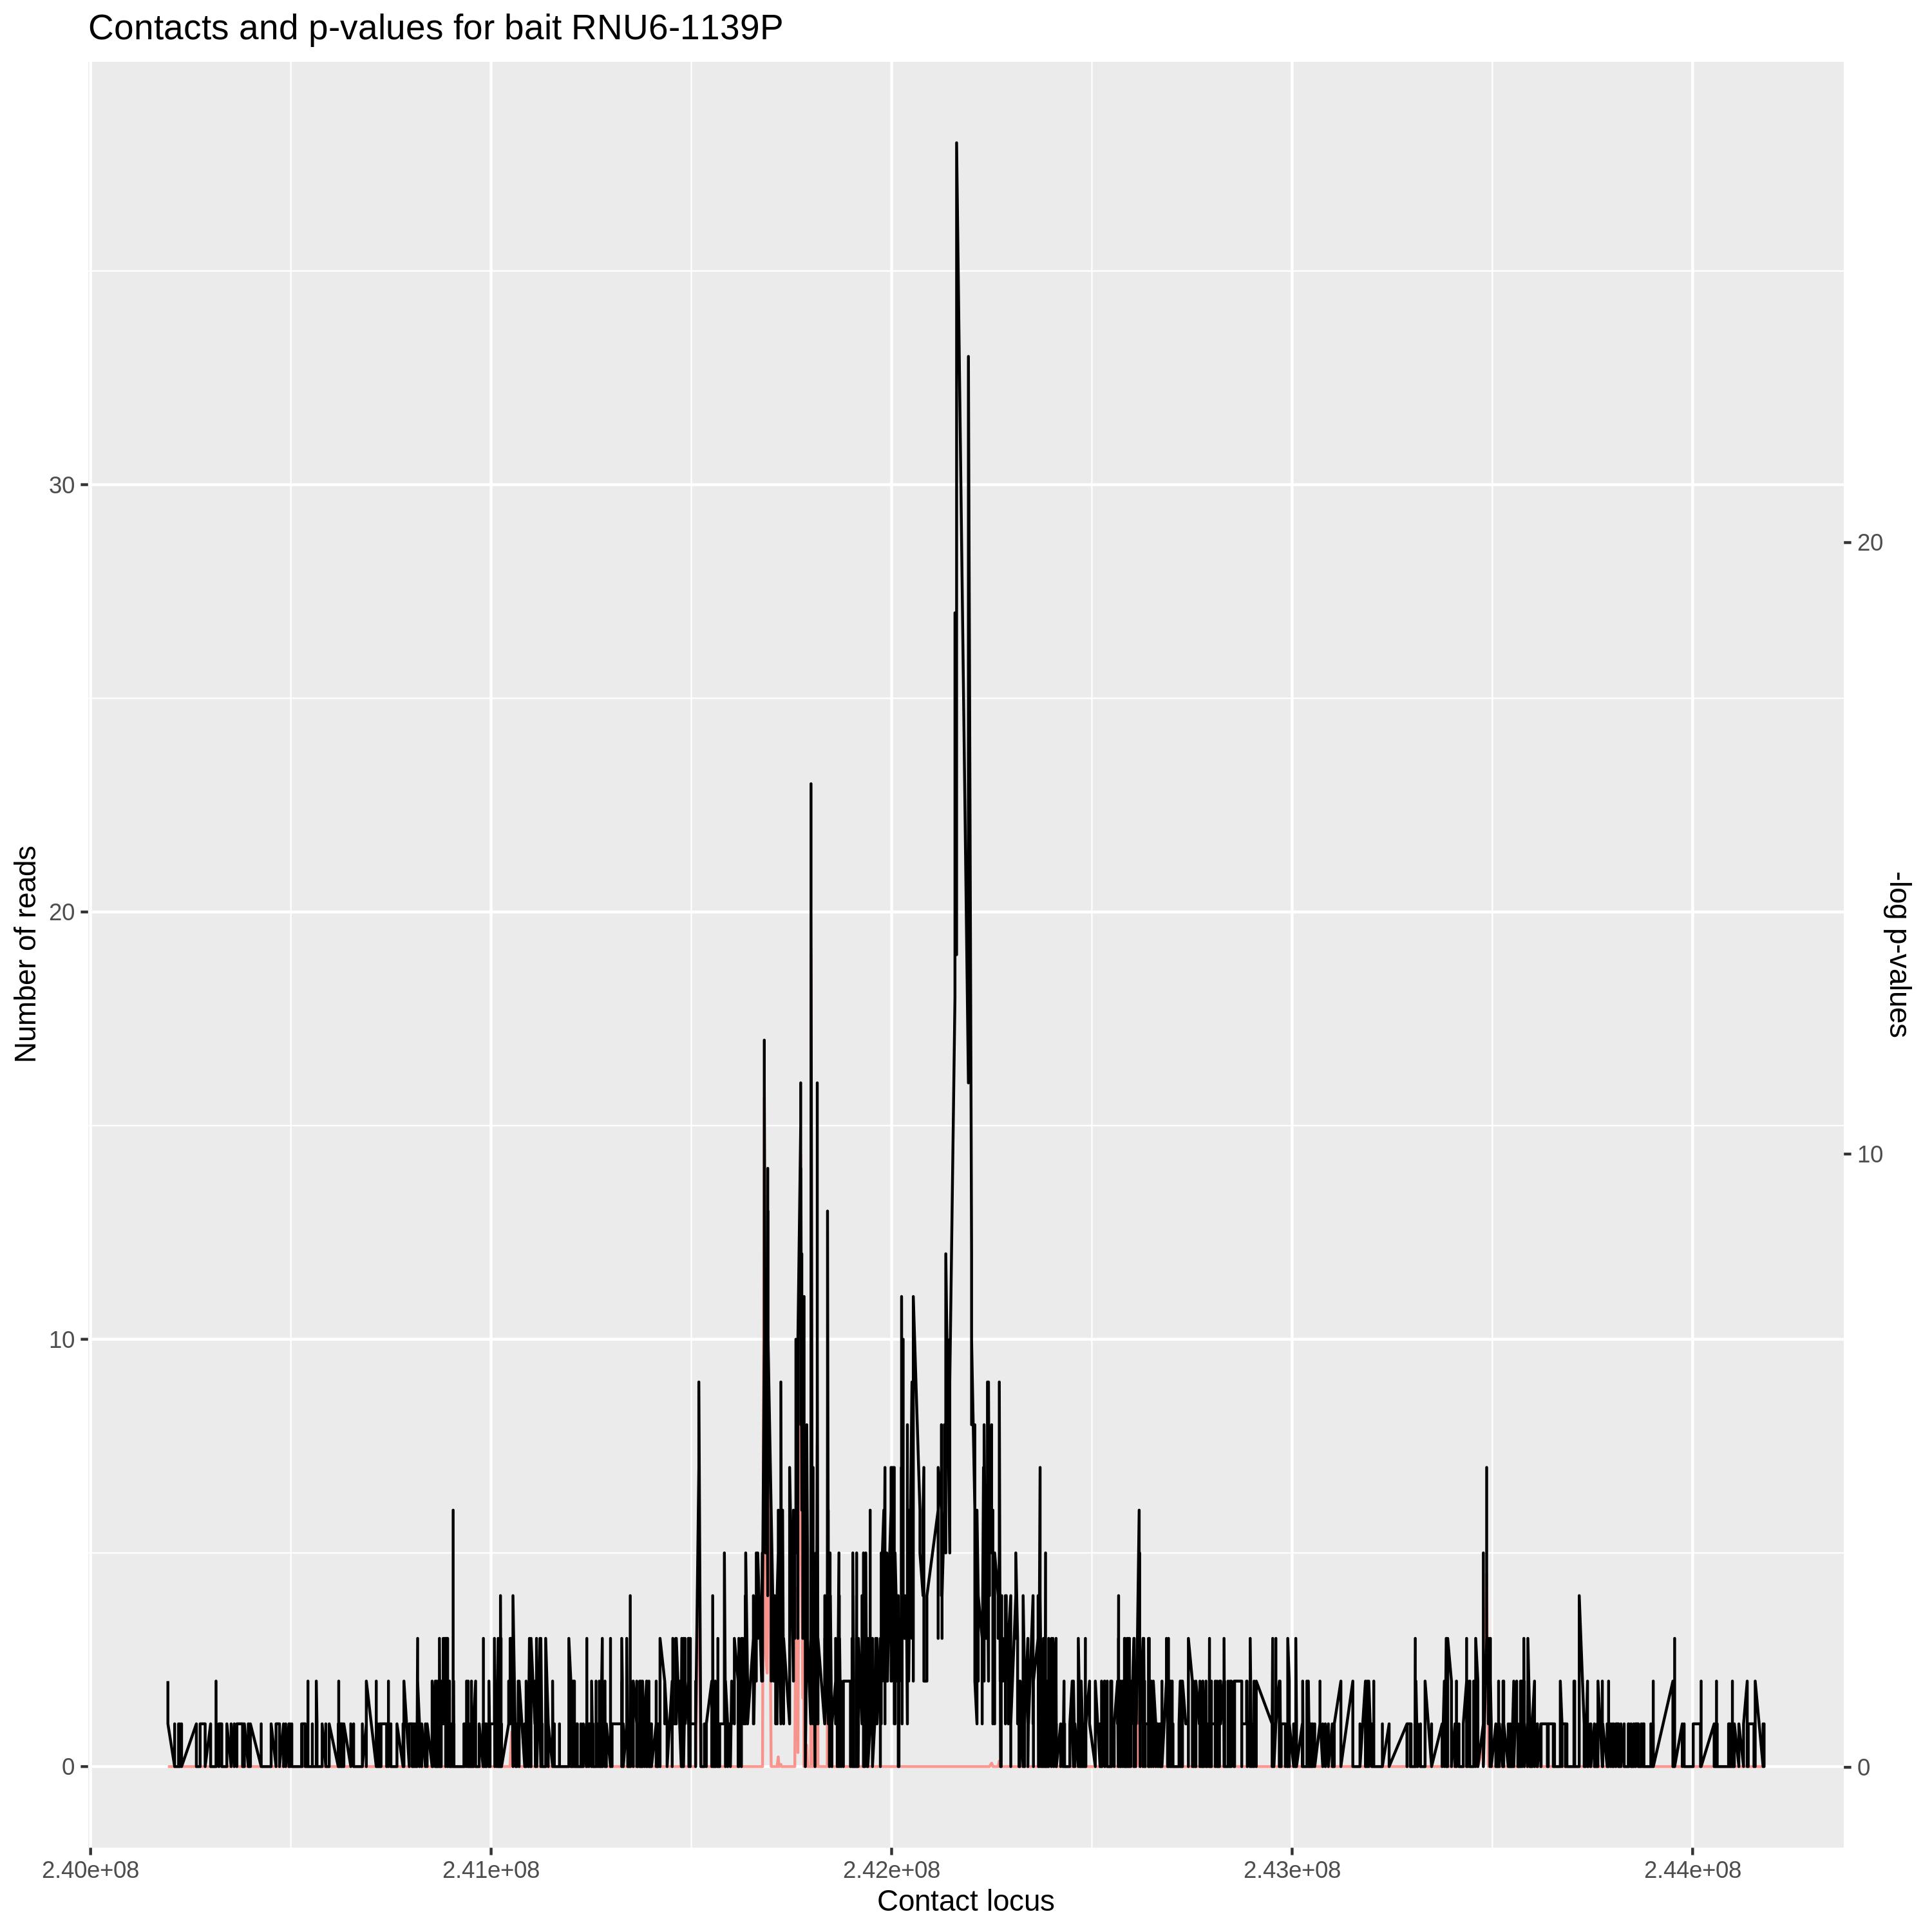 Contacts and p-values for bait RNU6-1139P
30
20
10
0
Number of reads
20
10
0
-log p-values
2.40e+08
2.41e+08
2.42e+08
2.43e+08
2.44e+08
Contact locus